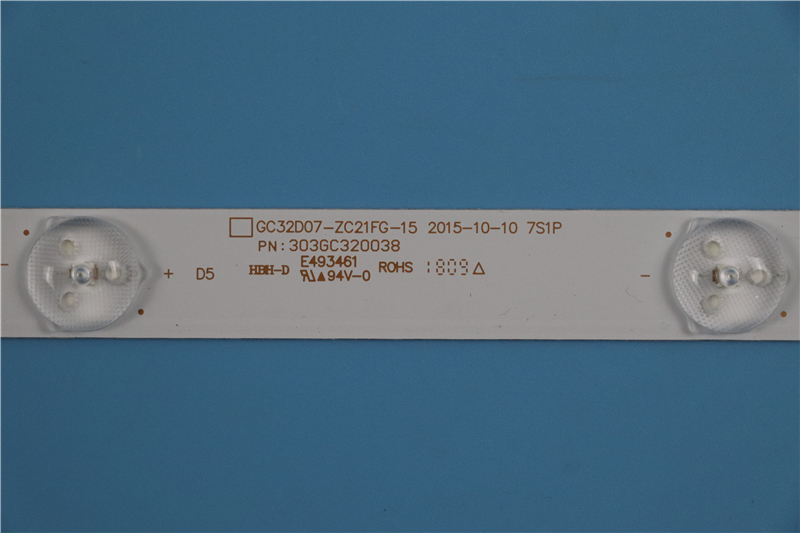 GC32D07-ZC21FG-15 2015-10-10 7S1P
PN:303GC320038
- + D5 HBH-D E493461 ROHS 1809 -
94V-0